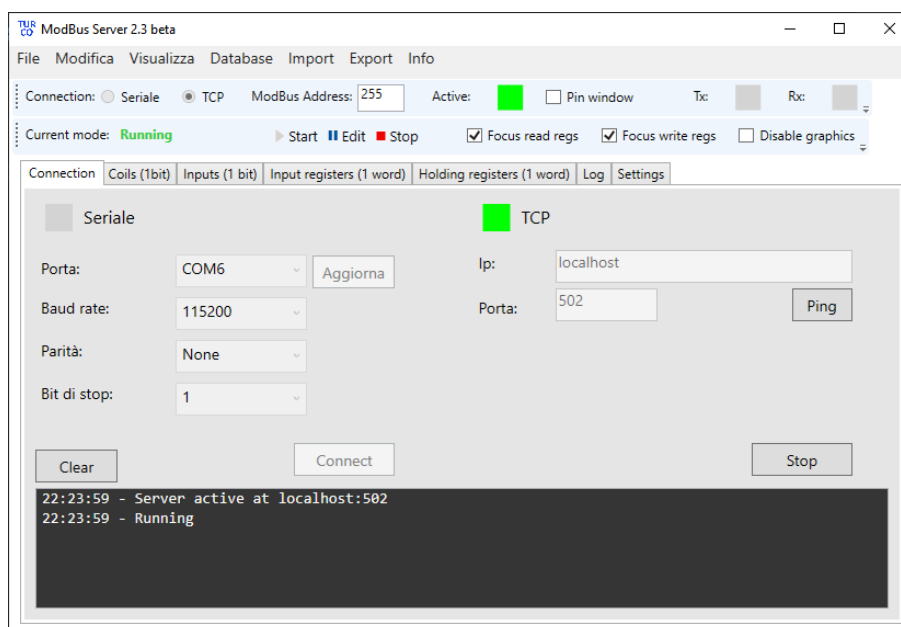 TUR
CO
ModBus Server 2.3 beta
File Modifica Visualizza Database Import Export Info
Connection: Seriale TCP ModBus Address: 255 Active: Pin window Tx: Rx:
Current mode: Running Start Edit Stop Focus read regs Focus write regs Disable graphics
Connection Coils (1bit) Inputs (1 bit) Input registers (1 word) Holding registers (1 word) Log Settings
Seriale TCP
Porta: COM6 Aggiorna Ip: localhost
Baud rate: 115200 Porta: 502 Ping
Parità: None
Bit di stop: 1
Clear Connect Stop
22:23:59 - Server active at localhost:502
22:23:59 - Running